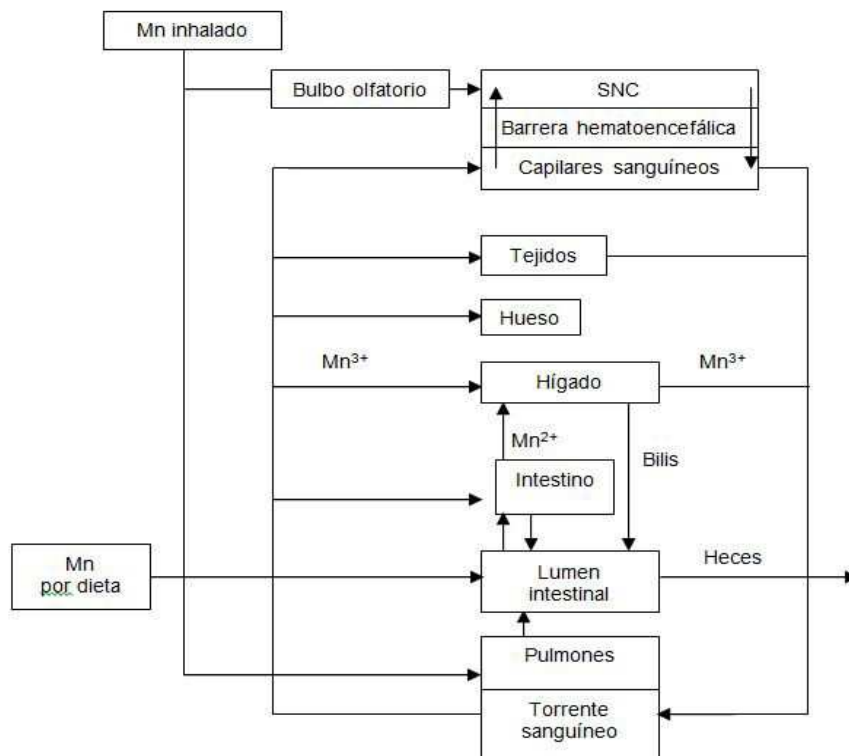 Mn inhalado
Bulbo olfatorio
SNC
Barrera hematoencefálica
Capilares sanguíneos
Tejidos
Hueso
Mn³⁺
Hígado
Mn³⁺
Mn²⁺
Bilis
Intestino
Mn
por dieta
Lumen
intestinal
Heces
Pulmones
Torrente
sanguíneo